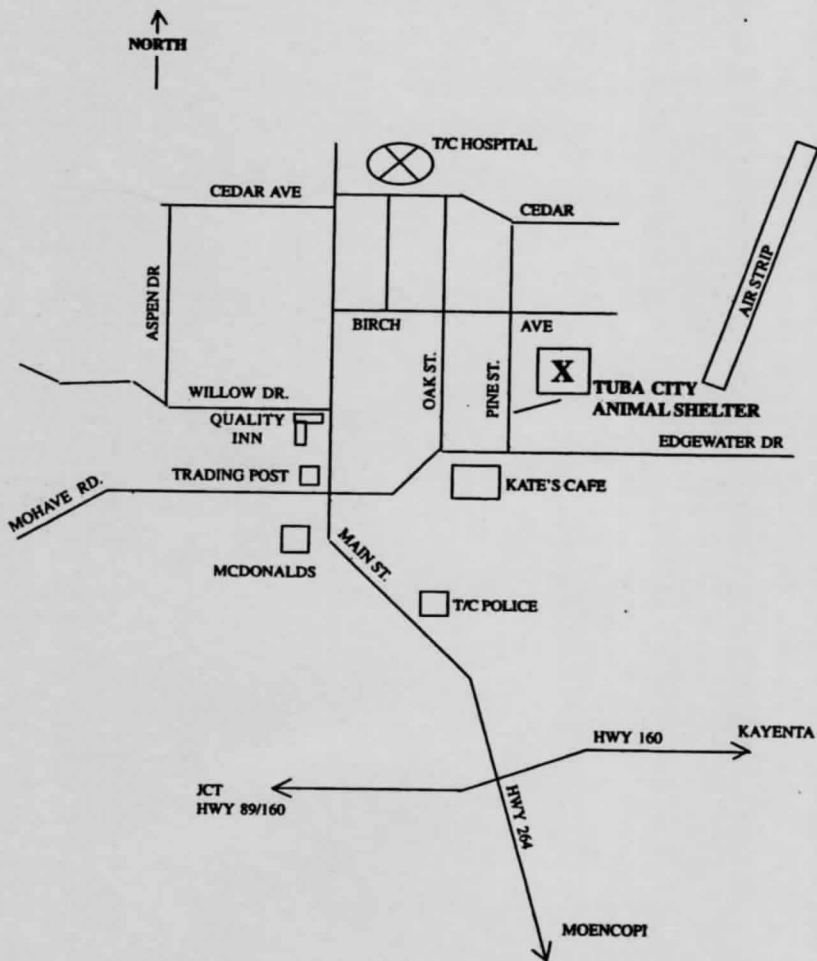 NORTH
T/C HOSPITAL
CEDAR AVE
CEDAR
ASPEN DR
AIR STRIP
BIRCH AVE
OAK ST.
PINE ST.
X
TUBA CITY
ANIMAL SHELTER
WILLOW DR.
QUALITY
INN
EDGEWATER DR
TRADING POST
KATE'S CAFE
MOHAVE RD.
MCDONALDS
MAIN ST.
T/C POLICE
HWY 160
KAYENTA
JCT
HWY 89/160
HWY 264
MOENCOPI